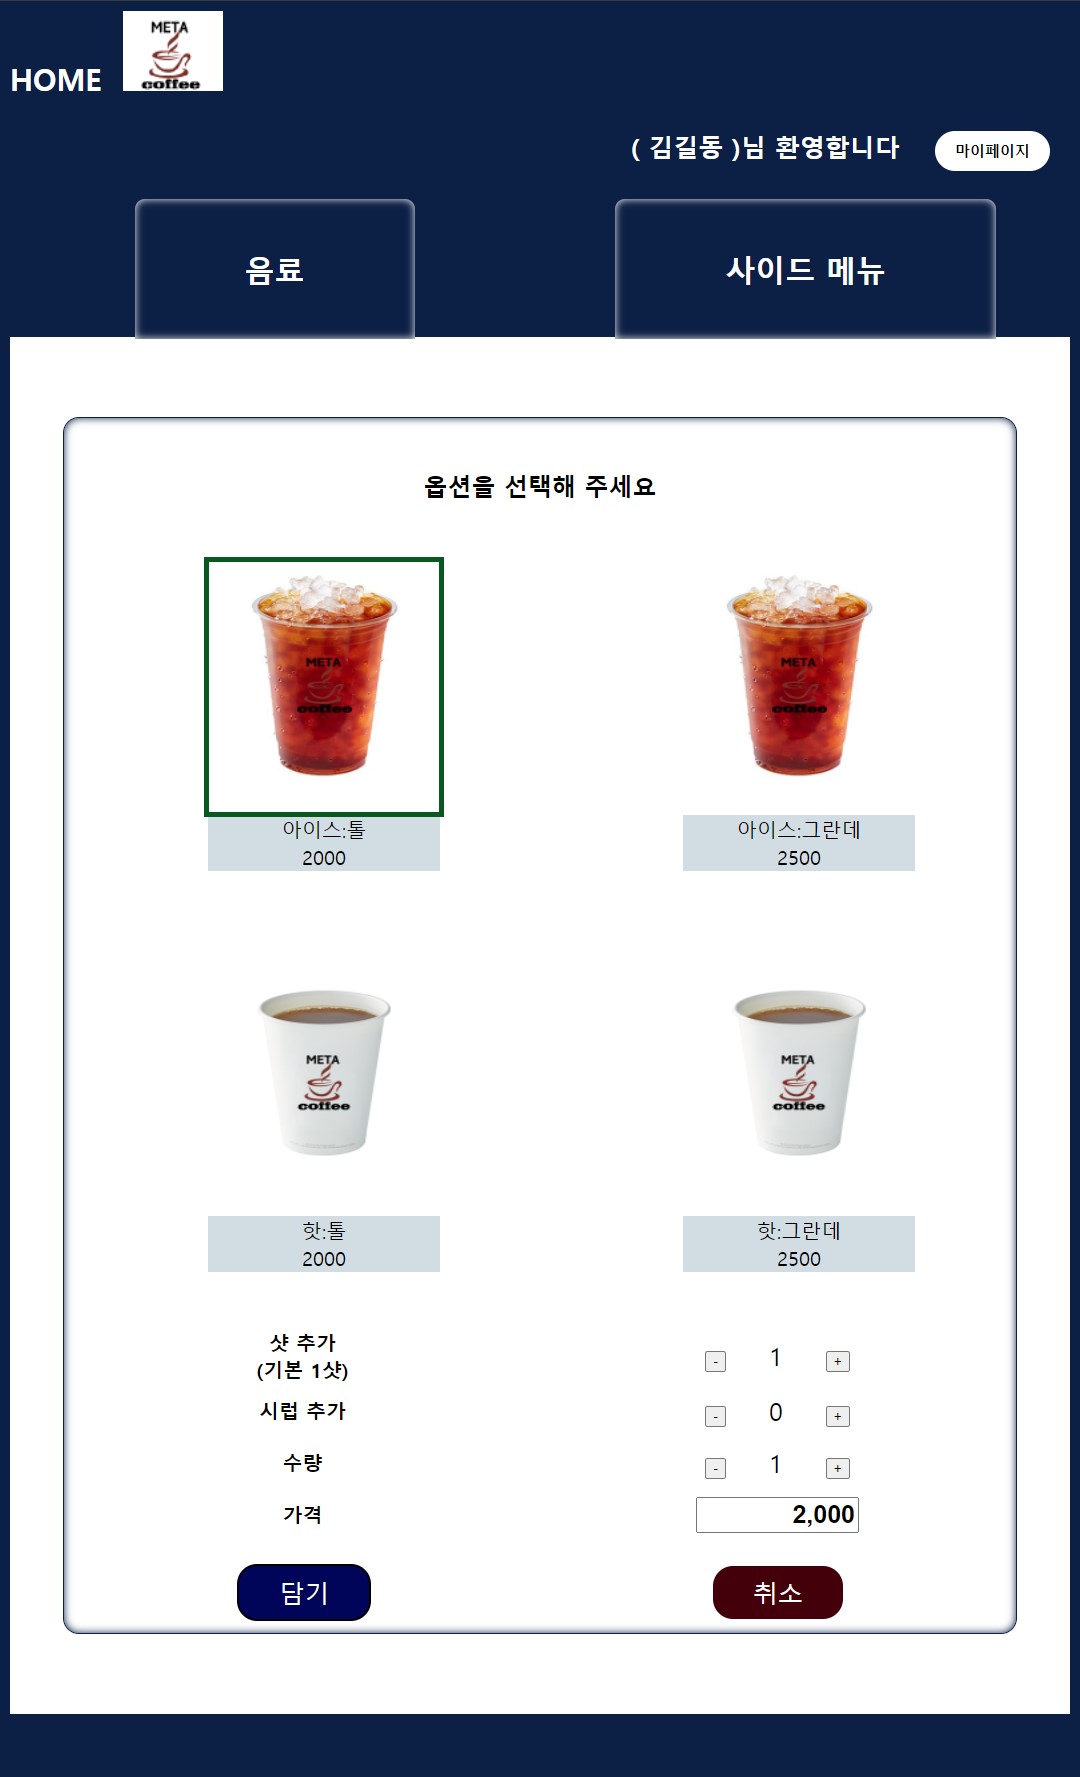 META
coffee
HOME
( 김길동 )님 환영합니다
마이페이지
음료
사이드 메뉴
옵션을 선택해 주세요
META
coffee
META
coffee
아이스:톨
2000
아이스:그란데
2500
META
coffee
META
coffee
핫:톨
2000
핫:그란데
2500
샷 추가
(기본 1샷)
- 1 +
시럽 추가
- 0 +
수량
- 1 +
가격
2,000
담기
취소